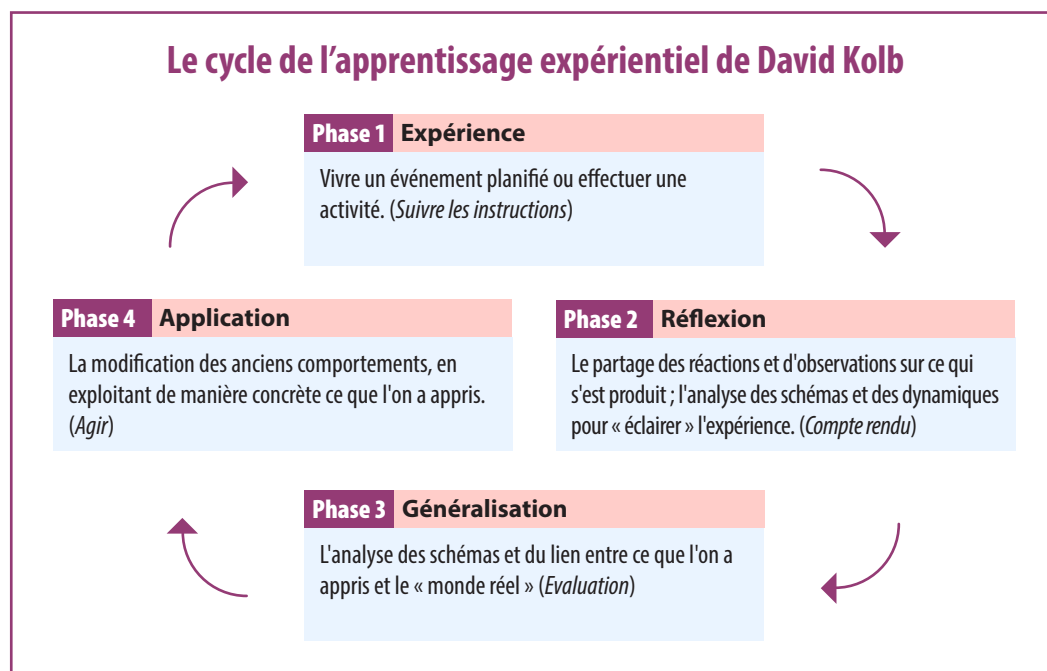 Le cycle de l’apprentissage expérientiel de David Kolb
Phase 1 Expérience
Vivre un événement planifié ou effectuer une
activité. (Suivre les instructions)
Phase 2 Réflexion
Le partage des réactions et d'observations sur ce qui
s'est produit ; l'analyse des schémas et des dynamiques
pour « éclairer » l'expérience. (Compte rendu)
Phase 3 Généralisation
L'analyse des schémas et du lien entre ce que l'on a
appris et le « monde réel » (Evaluation)
Phase 4 Application
La modification des anciens comportements, en
exploitant de manière concrète ce que l'on a appris.
(Agir)